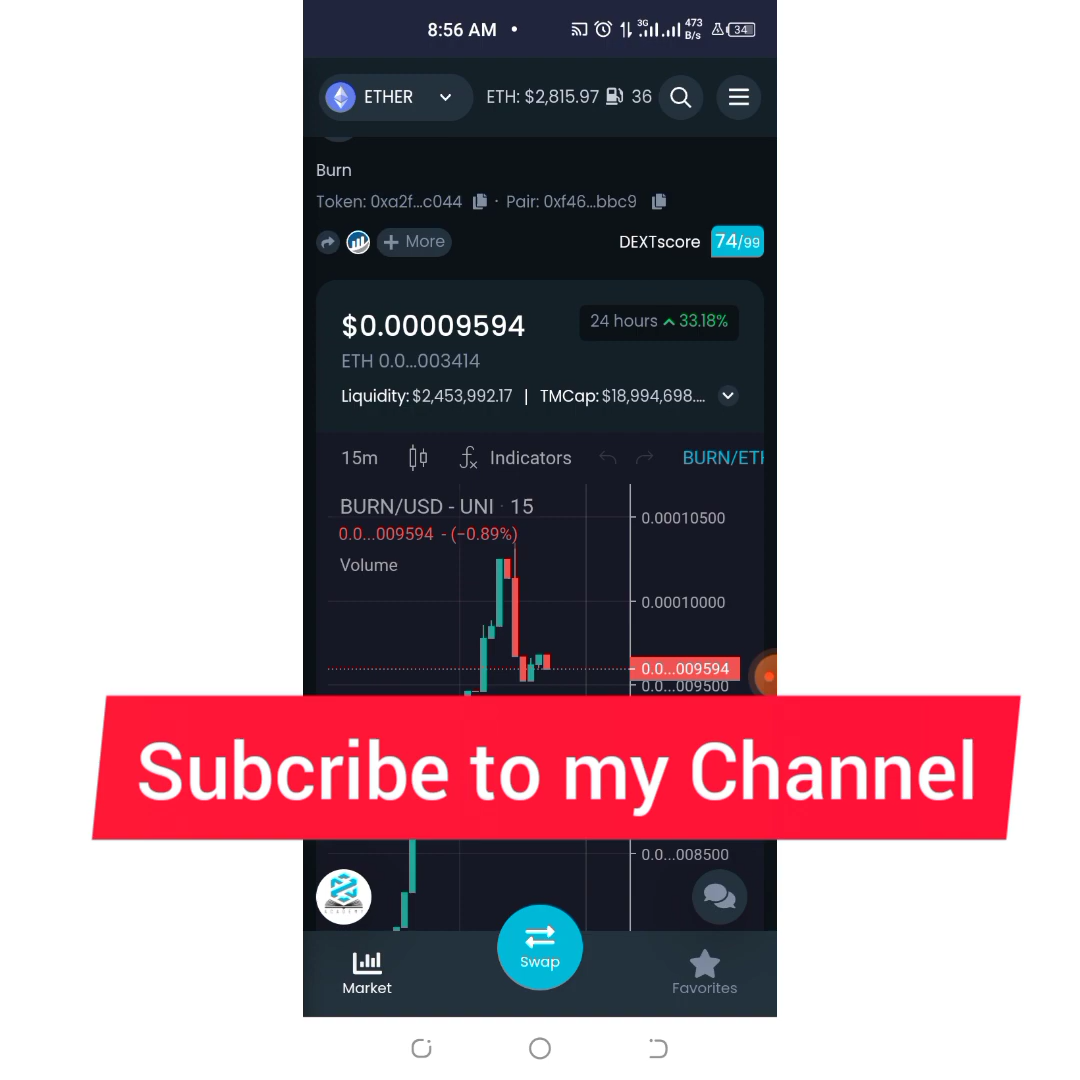 8:56 AM •
3G
473 B/s
34
ETHER
ETH: $2,815.97
36
Burn
Token: 0xa2f...c044 · Pair: 0xf46...bbc9
+ More
DEXTscore 74/99
$0.00009594
24 hours 33.18%
ETH 0.0...003414
Liquidity: $2,453,992.17 | TMCap: $18,994,698....
15m
Indicators
BURN/ETH
BURN/USD - UNI · 15
0.0...009594 - (−0.89%)
Volume
0.00010500
0.00010000
0.0...009594
0.0...009500
Subcribe to my Channel
0.0...008500
ACADEMY
Swap
Market
Favorites